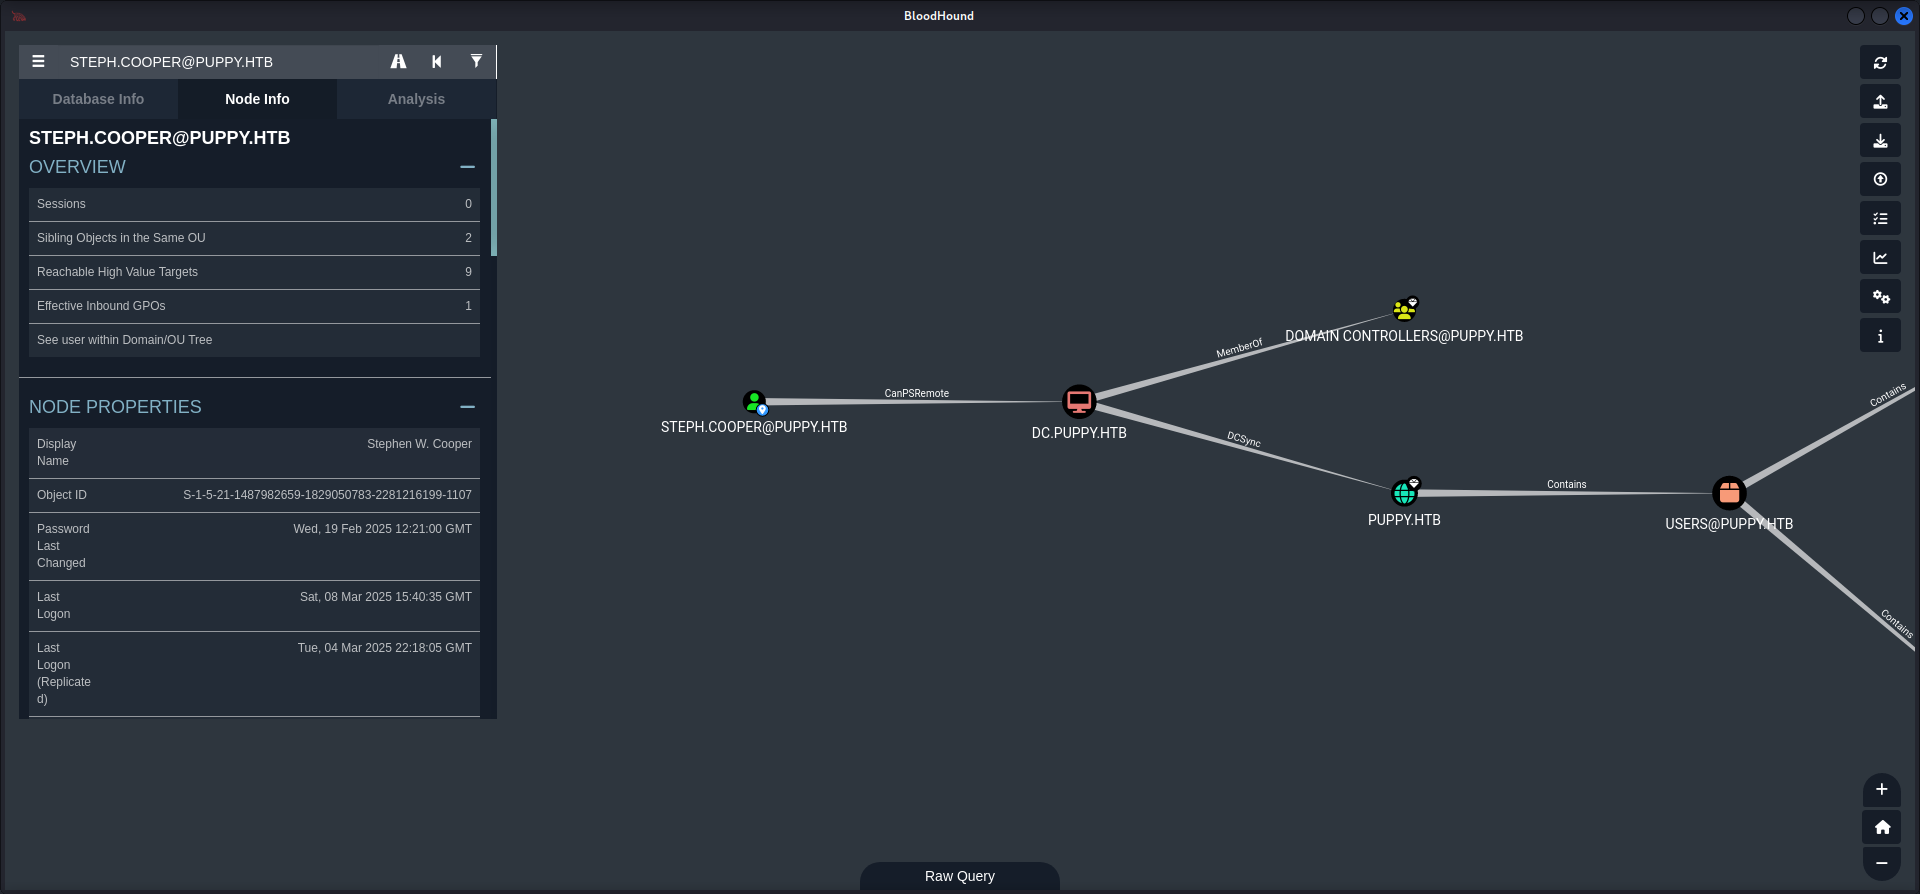 BloodHound
STEPH.COOPER@PUPPY.HTB
Database Info
Node Info
Analysis
STEPH.COOPER@PUPPY.HTB
OVERVIEW
Sessions 0
Sibling Objects in the Same OU 2
Reachable High Value Targets 9
Effective Inbound GPOs 1
See user within Domain/OU Tree
NODE PROPERTIES
Display Stephen W. Cooper
Name
Object ID S-1-5-21-1487982659-1829050783-2281216199-1107
Password Wed, 19 Feb 2025 12:21:00 GMT
Last
Changed
Last Sat, 08 Mar 2025 15:40:35 GMT
Logon
Last Tue, 04 Mar 2025 22:18:05 GMT
Logon
(Replicate
d)
STEPH.COOPER@PUPPY.HTB
CanPSRemote
DC.PUPPY.HTB
MemberOf
DOMAIN CONTROLLERS@PUPPY.HTB
DCSync
PUPPY.HTB
Contains
USERS@PUPPY.HTB
Contains
Contains
Raw Query